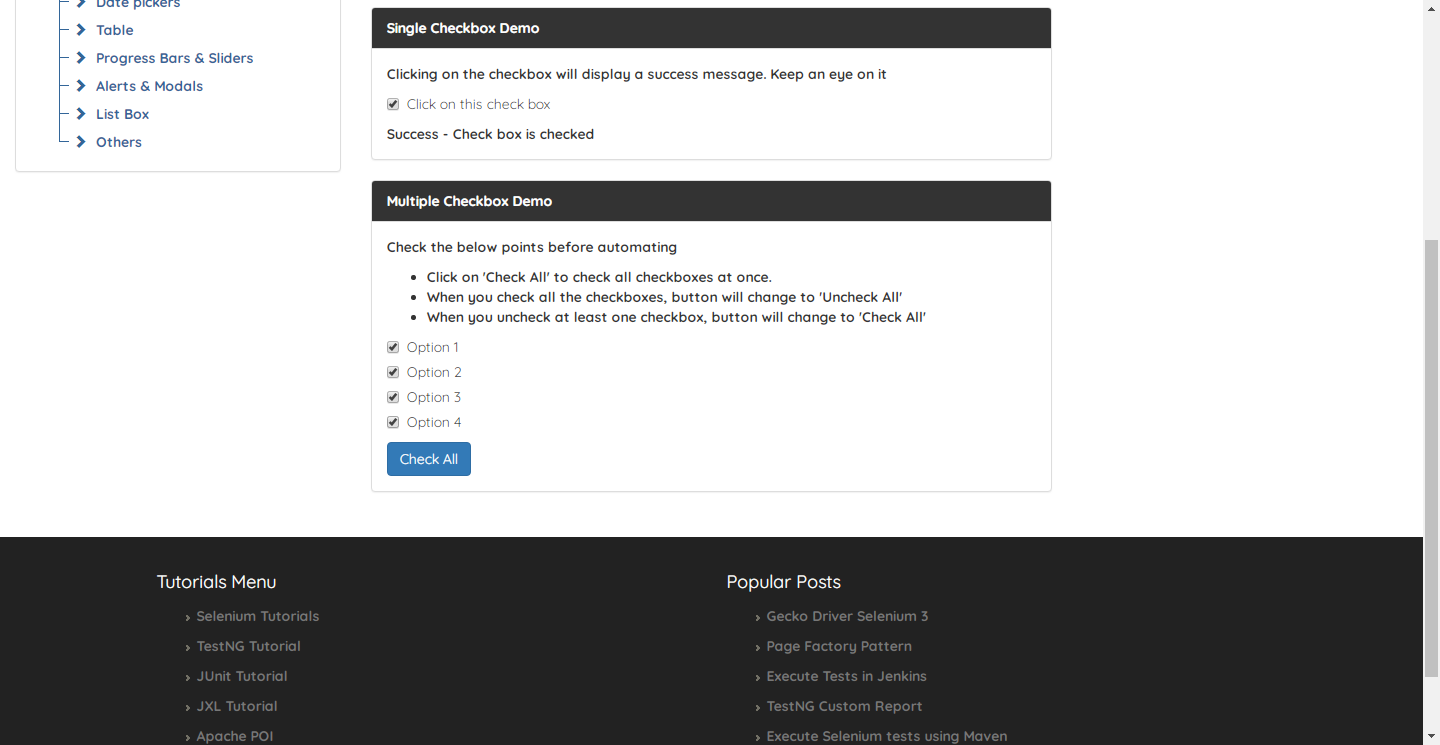 Date pickers
Table
Progress Bars & Sliders
Alerts & Modals
List Box
Others
Single Checkbox Demo
Clicking on the checkbox will display a success message. Keep an eye on it
Click on this check box
Success - Check box is checked
Multiple Checkbox Demo
Check the below points before automating
Click on 'Check All' to check all checkboxes at once.
When you check all the checkboxes, button will change to 'Uncheck All'
When you uncheck at least one checkbox, button will change to 'Check All'
Option 1
Option 2
Option 3
Option 4
Check All
Tutorials Menu
Selenium Tutorials
TestNG Tutorial
JUnit Tutorial
JXL Tutorial
Apache POI
Popular Posts
Gecko Driver Selenium 3
Page Factory Pattern
Execute Tests in Jenkins
TestNG Custom Report
Execute Selenium tests using Maven